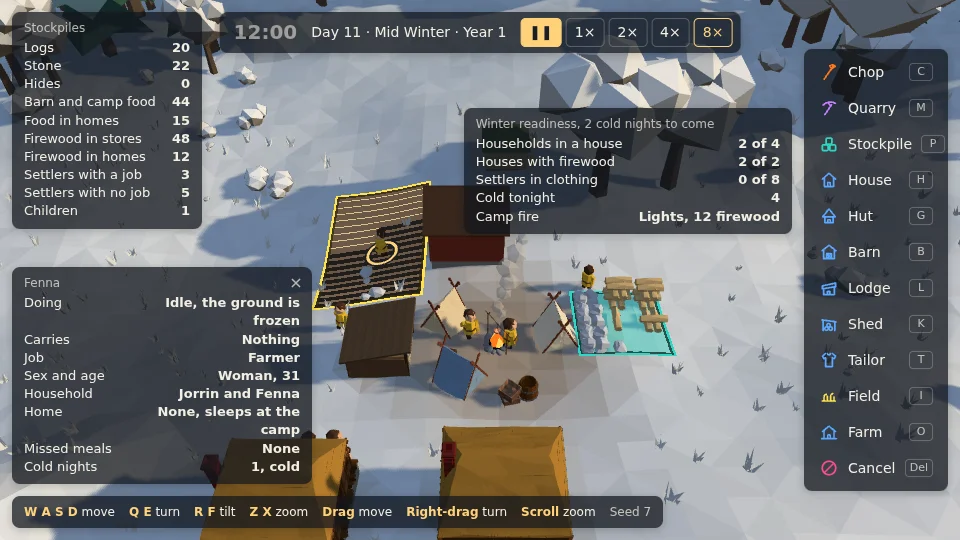 Stockpiles
Logs 20
Stone 22
Hides 0
Barn and camp food 44
Food in homes 15
Firewood in stores 48
Firewood in homes 12
Settlers with a job 3
Settlers with no job 5
Children 1
12:00 Day 11 · Mid Winter · Year 1 1× 2× 4× 8×
Winter readiness, 2 cold nights to come
Households in a house 2 of 4
Houses with firewood 2 of 2
Settlers in clothing 0 of 8
Cold tonight 4
Camp fire Lights, 12 firewood
Chop C
Quarry M
Stockpile P
House H
Hut G
Barn B
Lodge L
Shed K
Tailor T
Field I
Farm O
Cancel Del
Fenna ×
Doing Idle, the ground is
frozen
Carries Nothing
Job Farmer
Sex and age Woman, 31
Household Jorrin and Fenna
Home None, sleeps at the
camp
Missed meals None
Cold nights 1, cold
W A S D move Q E turn R F tilt Z X zoom Drag move Right-drag turn Scroll zoom Seed 7